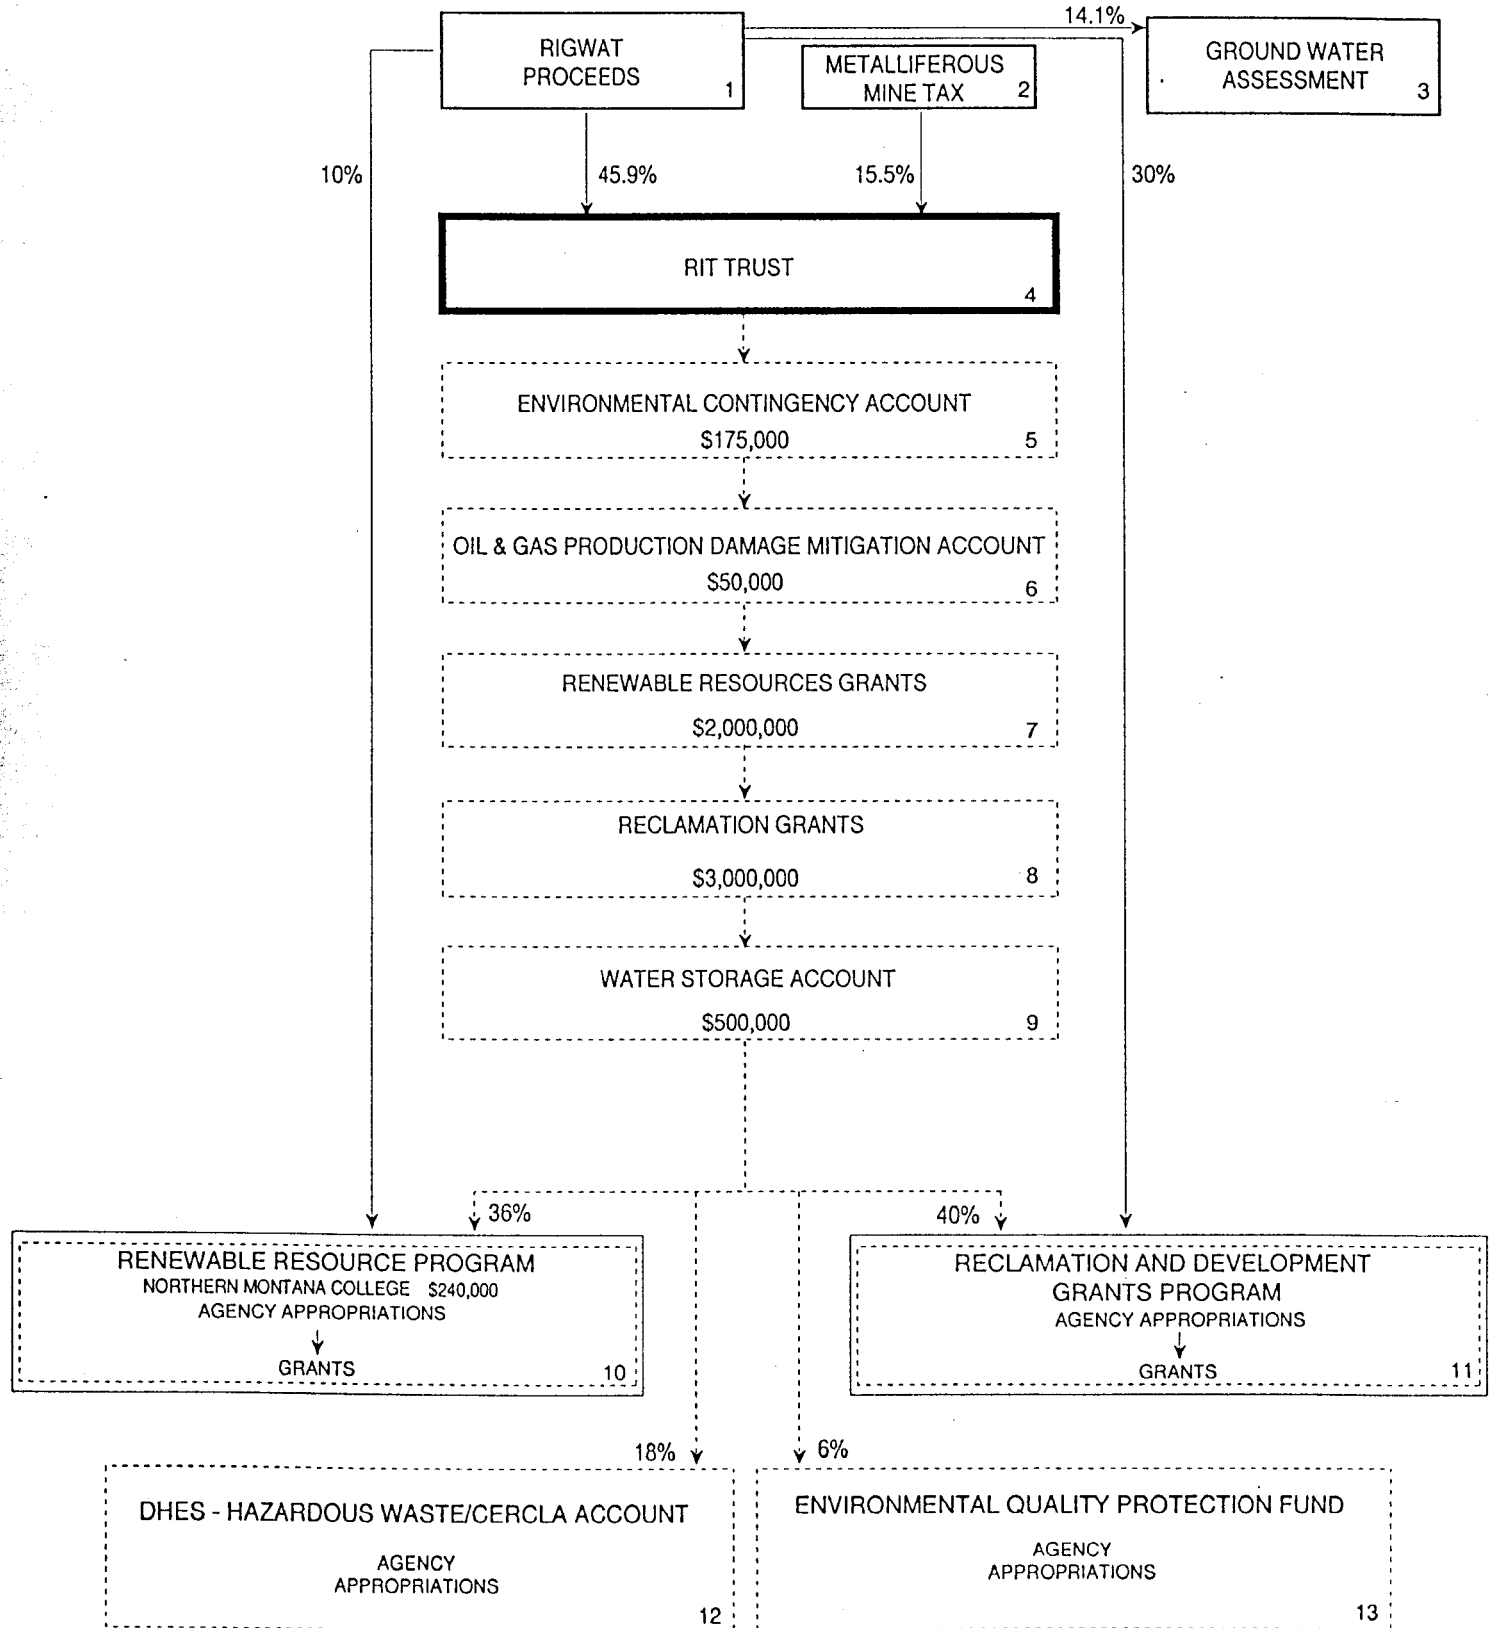 14.1%
RIGWAT
PROCEEDS
1
METALLIFEROUS
MINE TAX
2
GROUND WATER
ASSESSMENT
3
10%
45.9%
15.5%
30%
RIT TRUST
4
ENVIRONMENTAL CONTINGENCY ACCOUNT
$175,000
5
OIL & GAS PRODUCTION DAMAGE MITIGATION ACCOUNT
$50,000
6
RENEWABLE RESOURCES GRANTS
$2,000,000
7
RECLAMATION GRANTS
$3,000,000
8
WATER STORAGE ACCOUNT
$500,000
9
36%
40%
RENEWABLE RESOURCE PROGRAM
NORTHERN MONTANA COLLEGE $240,000
AGENCY APPROPRIATIONS
GRANTS
10
RECLAMATION AND DEVELOPMENT
GRANTS PROGRAM
AGENCY APPROPRIATIONS
GRANTS
11
18%
6%
DHES - HAZARDOUS WASTE/CERCLA ACCOUNT
AGENCY
APPROPRIATIONS
12
ENVIRONMENTAL QUALITY PROTECTION FUND
AGENCY
APPROPRIATIONS
13